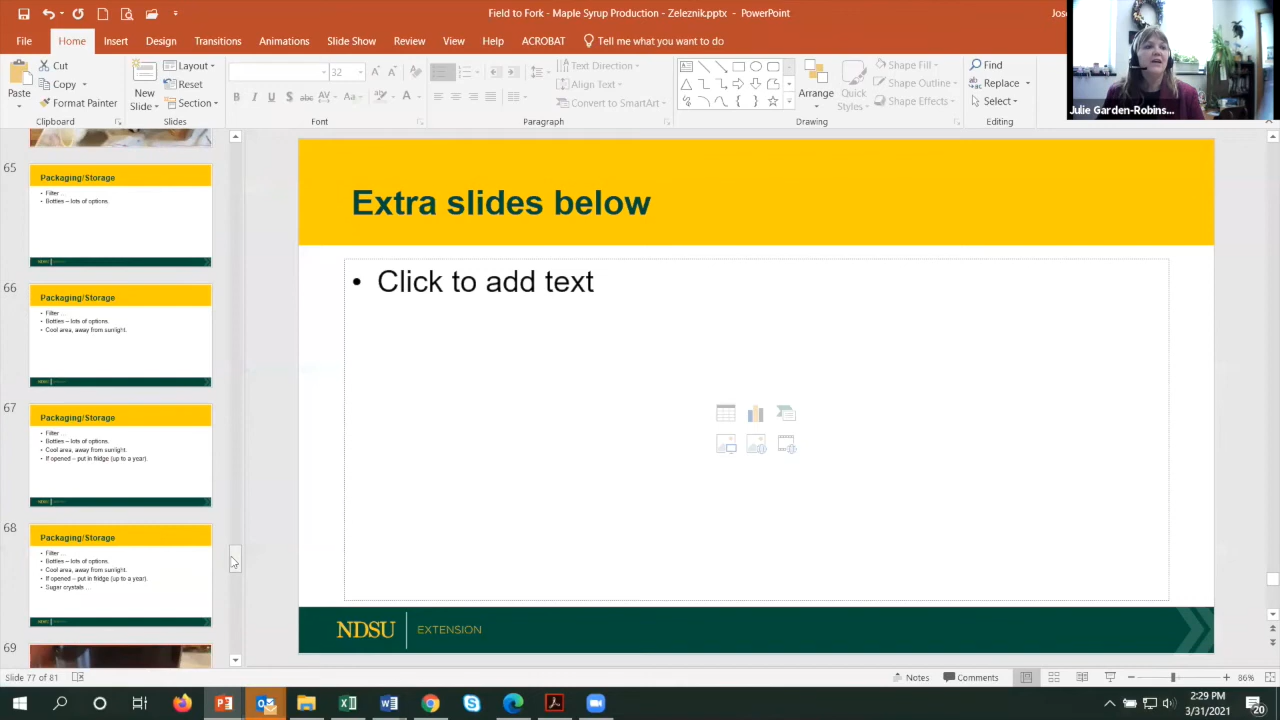 Field to Fork - Maple Syrup Production - Zeleznik.pptx - PowerPoint
Jos
File Home Insert Design Transitions Animations Slide Show Review View Help ACROBAT Tell me what you want to do
Paste
Cut
Copy
Format Painter
Clipboard
New Slide
Layout
Reset
Section
Slides
32
Font
Text Direction
Align Text
Convert to SmartArt
Paragraph
Arrange
Quick Styles
Shape Fill
Shape Outline
Shape Effects
Drawing
Find
Replace
Select
Editing
Julie Garden-Robins...
65
Packaging/Storage
• Filter ...
• Bottles – lots of options.
66
Packaging/Storage
• Filter ...
• Bottles – lots of options.
• Cool area, away from sunlight.
67
Packaging/Storage
• Filter ...
• Bottles – lots of options.
• Cool area, away from sunlight.
• If opened – put in fridge (up to a year).
68
Packaging/Storage
• Filter ...
• Bottles – lots of options.
• Cool area, away from sunlight.
• If opened – put in fridge (up to a year).
• Sugar crystals ...
69
Extra slides below
• Click to add text
NDSU EXTENSION
Slide 77 of 81
Notes
Comments
86%
2:29 PM
3/31/2021
20